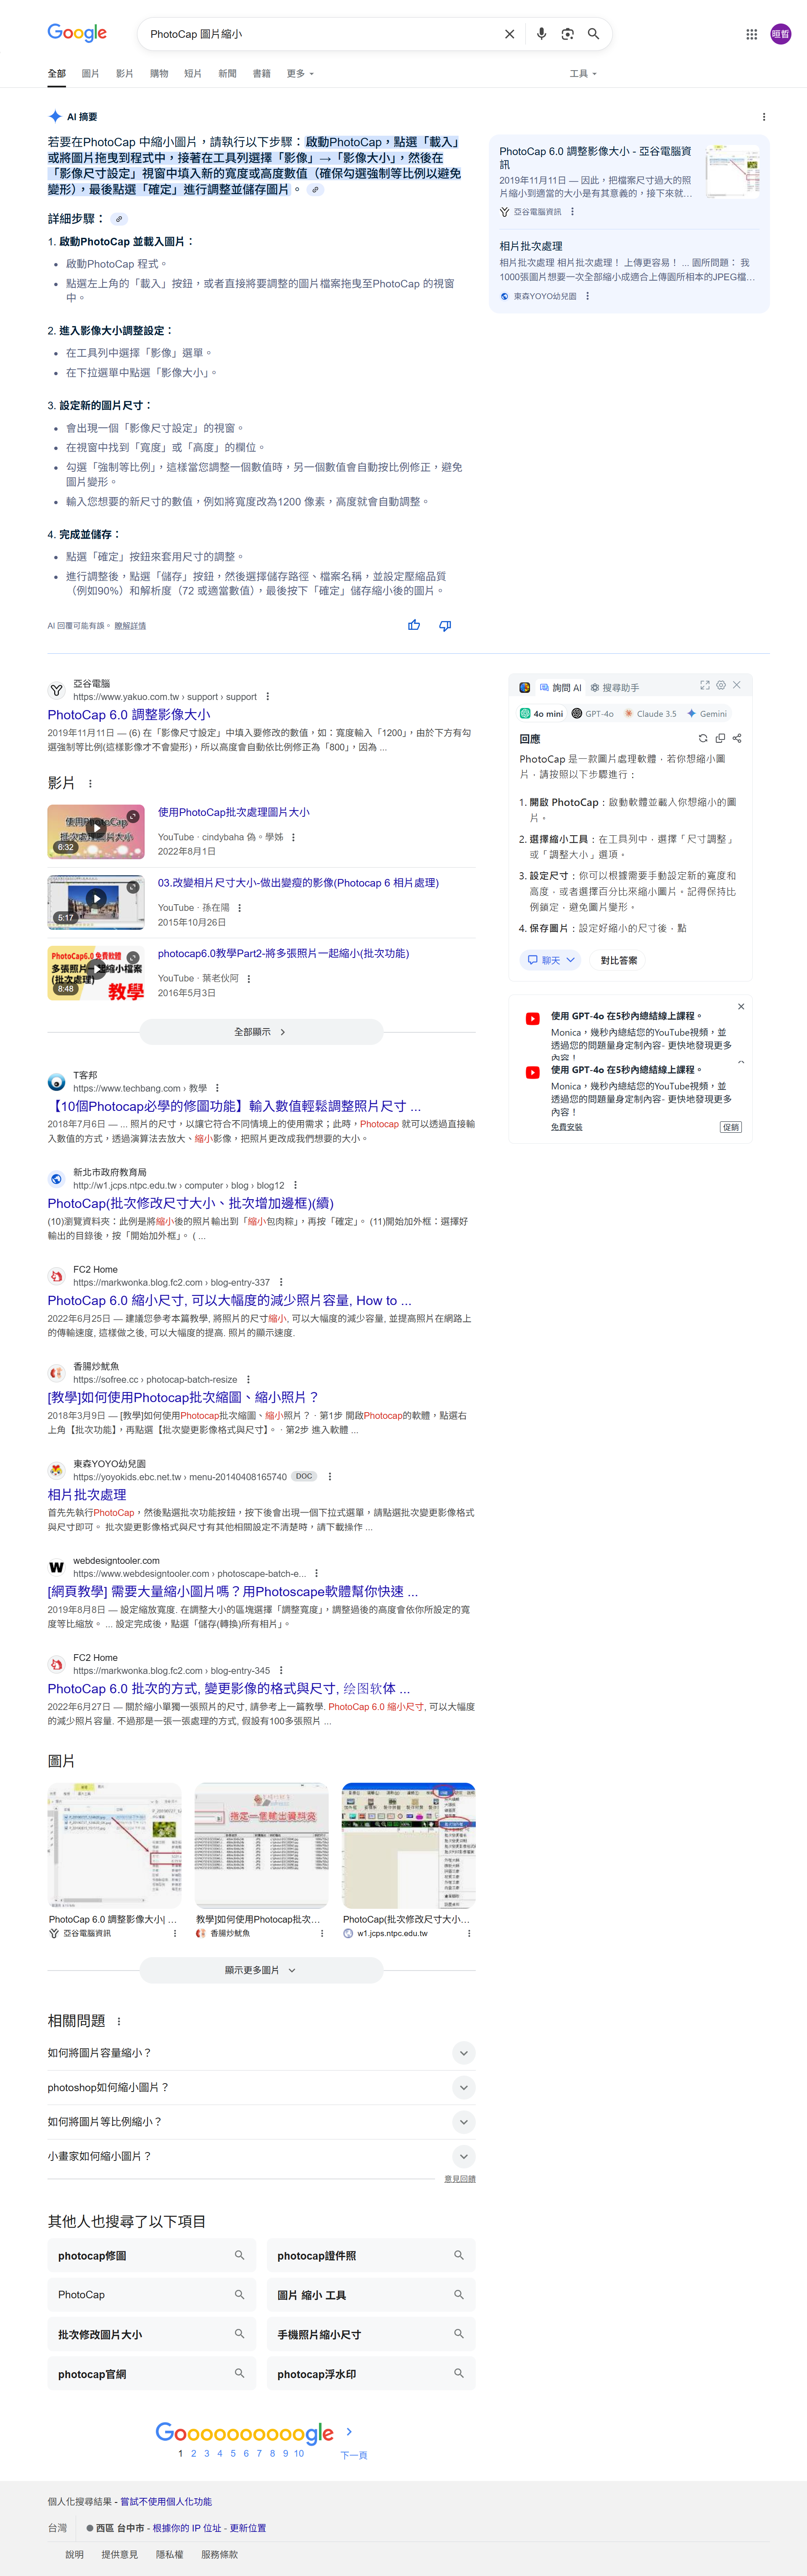 Google
PhotoCap 圖片縮小
晅哲
全部 圖片 影片 購物 短片 新聞 書籍 更多 工具
AI 摘要
若要在PhotoCap 中縮小圖片，請執行以下步驟：啟動PhotoCap，點選「載入」
或將圖片拖曳到程式中，接著在工具列選擇「影像」→「影像大小」，然後在
「影像尺寸設定」視窗中填入新的寬度或高度數值（確保勾選強制等比例以避免
變形），最後點選「確定」進行調整並儲存圖片。
詳細步驟：
1. 啟動PhotoCap 並載入圖片：
• 啟動PhotoCap 程式。
• 點選左上角的「載入」按鈕，或者直接將要調整的圖片檔案拖曳至PhotoCap 的視窗
中。
2. 進入影像大小調整設定：
• 在工具列中選擇「影像」選單。
• 在下拉選單中點選「影像大小」。
3. 設定新的圖片尺寸：
• 會出現一個「影像尺寸設定」的視窗。
• 在視窗中找到「寬度」或「高度」的欄位。
• 勾選「強制等比例」，這樣當您調整一個數值時，另一個數值會自動按比例修正，避免
圖片變形。
• 輸入您想要的新尺寸的數值，例如將寬度改為1200 像素，高度就會自動調整。
4. 完成並儲存：
• 點選「確定」按鈕來套用尺寸的調整。
• 進行調整後，點選「儲存」按鈕，然後選擇儲存路徑、檔案名稱，並設定壓縮品質
（例如90%）和解析度（72 或適當數值），最後按下「確定」儲存縮小後的圖片。
AI 回覆可能有誤。 瞭解詳情
PhotoCap 6.0 調整影像大小 - 亞谷電腦資
訊
2019年11月11日 — 因此，把檔案尺寸過大的照
片縮小到適當的大小是有其意義的，接下來就…
亞谷電腦資訊
相片批次處理
相片批次處理 相片批次處理！ 上傳更容易！ ... 園所問題： 我
1000張圖片想要一次全部縮小成適合上傳園所相本的JPEG檔…
東森YOYO幼兒園
亞谷電腦
https://www.yakuo.com.tw › support › support
PhotoCap 6.0 調整影像大小
2019年11月11日 — (6) 在「影像尺寸設定」中填入要修改的數值，如：寬度輸入「1200」，由於下方有勾
選強制等比例(這樣影像才不會變形)，所以高度會自動依比例修正為「800」，因為 ...
影片
使用PhotoCap
批次處理圖片大小
6:32
使用PhotoCap批次處理圖片大小
YouTube · cindybaha 偽。學姊
2022年8月1日
5:17
03.改變相片尺寸大小-做出變瘦的影像(Photocap 6 相片處理)
YouTube · 孫在陽
2015年10月26日
PhotoCap6.0 免費軟體
多張照片一起縮小檔案
(批次處理)
教學
8:48
photocap6.0教學Part2-將多張照片一起縮小(批次功能)
YouTube · 葉老伙阿
2016年5月3日
全部顯示
T客邦
https://www.techbang.com › 教學
【10個Photocap必學的修圖功能】輸入數值輕鬆調整照片尺寸 ...
2018年7月6日 — ... 照片的尺寸，以讓它符合不同情境上的使用需求；此時，Photocap 就可以透過直接輸
入數值的方式，透過演算法去放大、縮小影像，把照片更改成我們想要的大小。
新北市政府教育局
http://w1.jcps.ntpc.edu.tw › computer › blog › blog12
PhotoCap(批次修改尺寸大小、批次增加邊框)(續)
(10)瀏覽資料夾：此例是將縮小後的照片輸出到「縮小包肉粽」，再按「確定」。 (11)開始加外框：選擇好
輸出的目錄後，按「開始加外框」。 ( ...
FC2 Home
https://markwonka.blog.fc2.com › blog-entry-337
PhotoCap 6.0 縮小尺寸, 可以大幅度的減少照片容量, How to ...
2022年6月25日 — 建議您參考本篇教學, 將照片的尺寸縮小, 可以大幅度的減少容量, 並提高照片在網路上
的傳輸速度, 這樣做之後, 可以大幅度的提高. 照片的顯示速度.
香腸炒魷魚
https://sofree.cc › photocap-batch-resize
[教學]如何使用Photocap批次縮圖、縮小照片？
2018年3月9日 — [教學]如何使用Photocap批次縮圖、縮小照片？ · 第1步 開啟Photocap的軟體，點選右
上角【批次功能】，再點選【批次變更影像格式與尺寸】。 · 第2步 進入軟體 ...
東森YOYO幼兒園
https://yoyokids.ebc.net.tw › menu-20140408165740 DOC
相片批次處理
首先先執行PhotoCap，然後點選批次功能按鈕，按下後會出現一個下拉式選單，請點選批次變更影像格式
與尺寸即可。 批次變更影像格式與尺寸有其他相關設定不清楚時，請下載操作 ...
W
webdesigntooler.com
https://www.webdesigntooler.com › photoscape-batch-e...
[網頁教學] 需要大量縮小圖片嗎？用Photoscape軟體幫你快速 ...
2019年8月8日 — 設定縮放寬度. 在調整大小的區塊選擇「調整寬度」，調整過後的高度會依你所設定的寬
度等比縮放。 ... 設定完成後，點選「儲存(轉換)所有相片」。
FC2 Home
https://markwonka.blog.fc2.com › blog-entry-345
PhotoCap 6.0 批次的方式, 變更影像的格式與尺寸, 绘图软体 ...
2022年6月27日 — 關於縮小單獨一張照片的尺寸, 請參考上一篇教學. PhotoCap 6.0 縮小尺寸, 可以大幅度
的減少照片容量. 不過那是一張一張處理的方式, 假設有100多張照片 ...
詢問 AI 搜尋助手
4o mini GPT-4o Claude 3.5 Gemini
回應
PhotoCap 是一款圖片處理軟體，若你想縮小圖
片，請按照以下步驟進行：
1. 開啟 PhotoCap：啟動軟體並載入你想縮小的圖
片。
2. 選擇縮小工具：在工具列中，選擇「尺寸調整」
或「調整大小」選項。
3. 設定尺寸：你可以根據需要手動設定新的寬度和
高度，或者選擇百分比來縮小圖片。記得保持比
例鎖定，避免圖片變形。
4. 保存圖片：設定好縮小的尺寸後，點
聊天 對比答案
使用 GPT-4o 在5秒內總結線上課程。
Monica，幾秒內總結您的YouTube視頻，並
透過您的問題量身定制內容- 更快地發現更多
內容！
使用 GPT-4o 在5秒內總結線上課程。
Monica，幾秒內總結您的YouTube視頻，並
透過您的問題量身定制內容- 更快地發現更多
內容！
免費安裝 促銷
圖片
指定一個輸出資料夾
PhotoCap 6.0 調整影像大小| ...
亞谷電腦資訊
教學]如何使用Photocap批次...
香腸炒魷魚
PhotoCap(批次修改尺寸大小...
w1.jcps.ntpc.edu.tw
顯示更多圖片
相關問題
如何將圖片容量縮小？
photoshop如何縮小圖片？
如何將圖片等比例縮小？
小畫家如何縮小圖片？
意見回饋
其他人也搜尋了以下項目
photocap修圖 photocap證件照
PhotoCap 圖片 縮小 工具
批次修改圖片大小 手機照片縮小尺寸
photocap官網 photocap浮水印
Goooooooooogle
1 2 3 4 5 6 7 8 9 10 下一頁
個人化搜尋結果 - 嘗試不使用個人化功能
台灣 西區 台中市 - 根據你的 IP 位址 - 更新位置
說明 提供意見 隱私權 服務條款